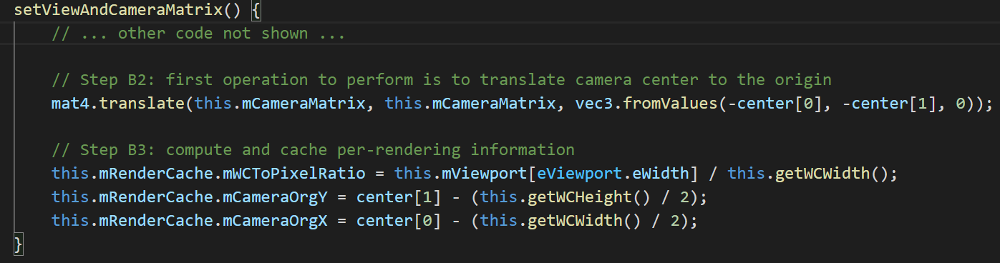 setViewAndCameraMatrix() {
// ... other code not shown ...
// Step B2: first operation to perform is to translate camera center to the origin
mat4.translate(this.mCameraMatrix, this.mCameraMatrix, vec3.fromValues(-center[0], -center[1], 0));
// Step B3: compute and cache per-rendering information
this.mRenderCache.mWCToPixelRatio = this.mViewport[eViewport.eWidth] / this.getWCWidth();
this.mRenderCache.mCameraOrgY = center[1] - (this.getWCHeight() / 2);
this.mRenderCache.mCameraOrgX = center[0] - (this.getWCWidth() / 2);
}